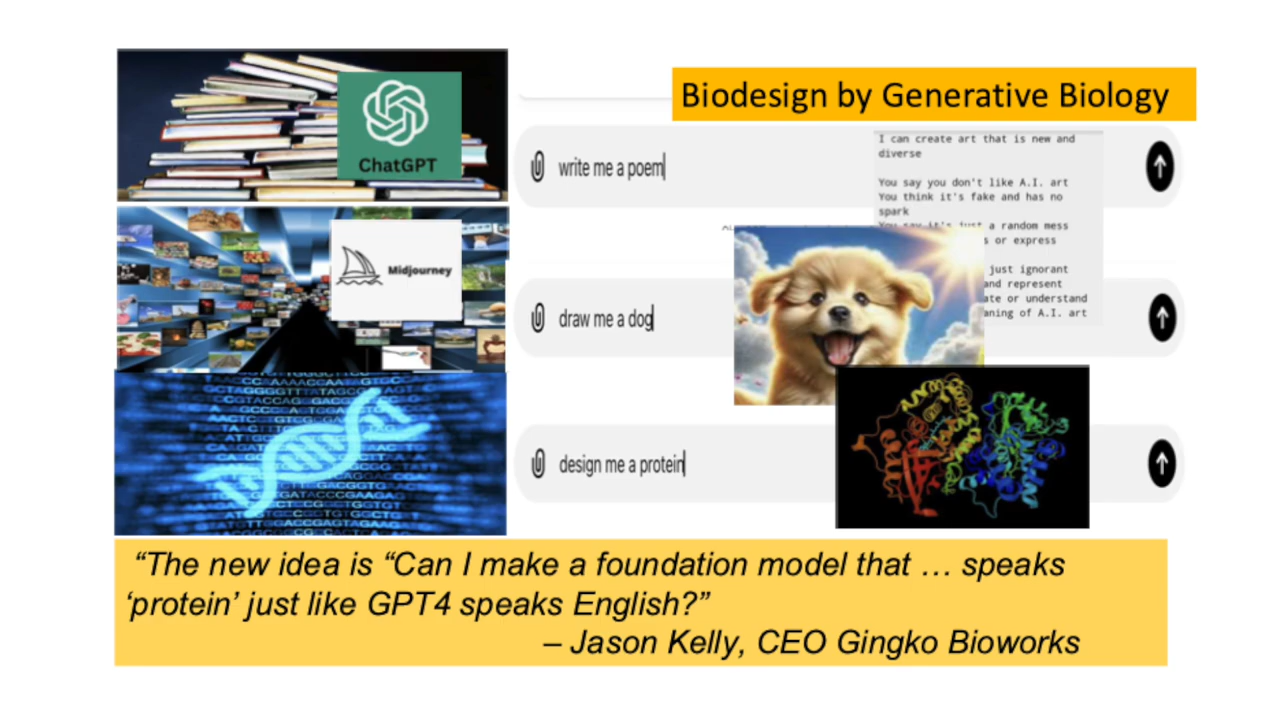 Biodesign by Generative Biology
ChatGPT
write me a poem
I can create art that is new and
diverse
You say you don't like A.I. art
You think it's fake and has no
spark
You say it's just a random mess
s or express
just ignorant
and represent
ate or understand
aning of A.I. art
Midjourney
draw me a dog
design me a protein
“The new idea is “Can I make a foundation model that … speaks
‘protein’ just like GPT4 speaks English?”
– Jason Kelly, CEO Gingko Bioworks